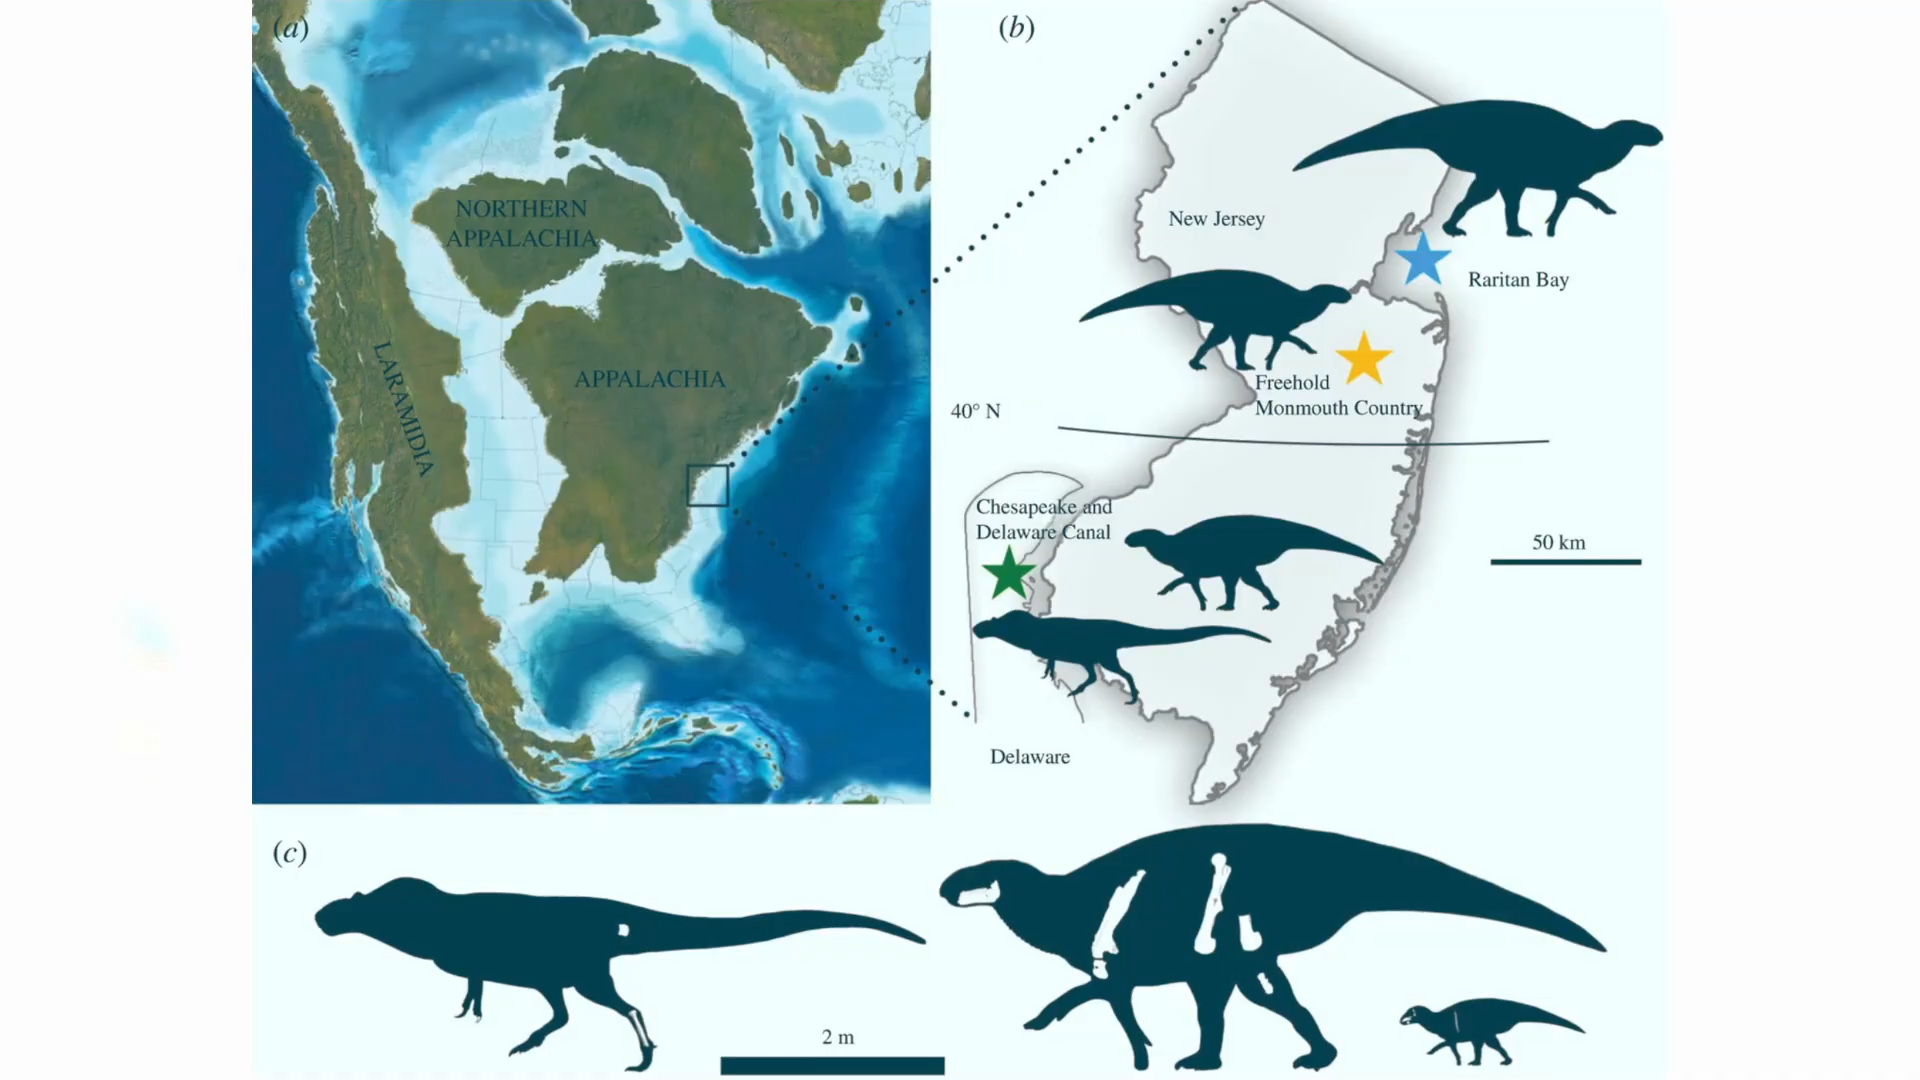 (a)
NORTHERN
APPALACHIA
LARAMIDIA
APPALACHIA
(b)
New Jersey
Raritan Bay
Freehold
Monmouth Country
40° N
Chesapeake and
Delaware Canal
50 km
Delaware
(c)
2 m